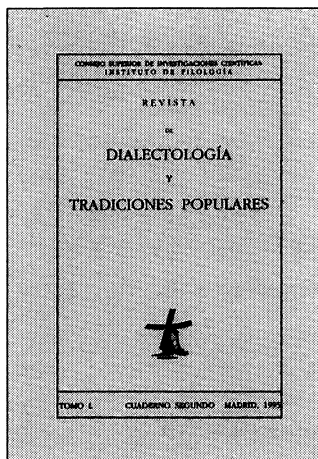 CONSEJO SUPERIOR DE INVESTIGACIONES CIENTÍFICAS
INSTITUTO DE FILOLOGÍA
REVISTA
DE
DIALECTOLOGÍA
Y
TRADICIONES POPULARES
TOMO L CUADERNO SEGUNDO MADRID, 1995